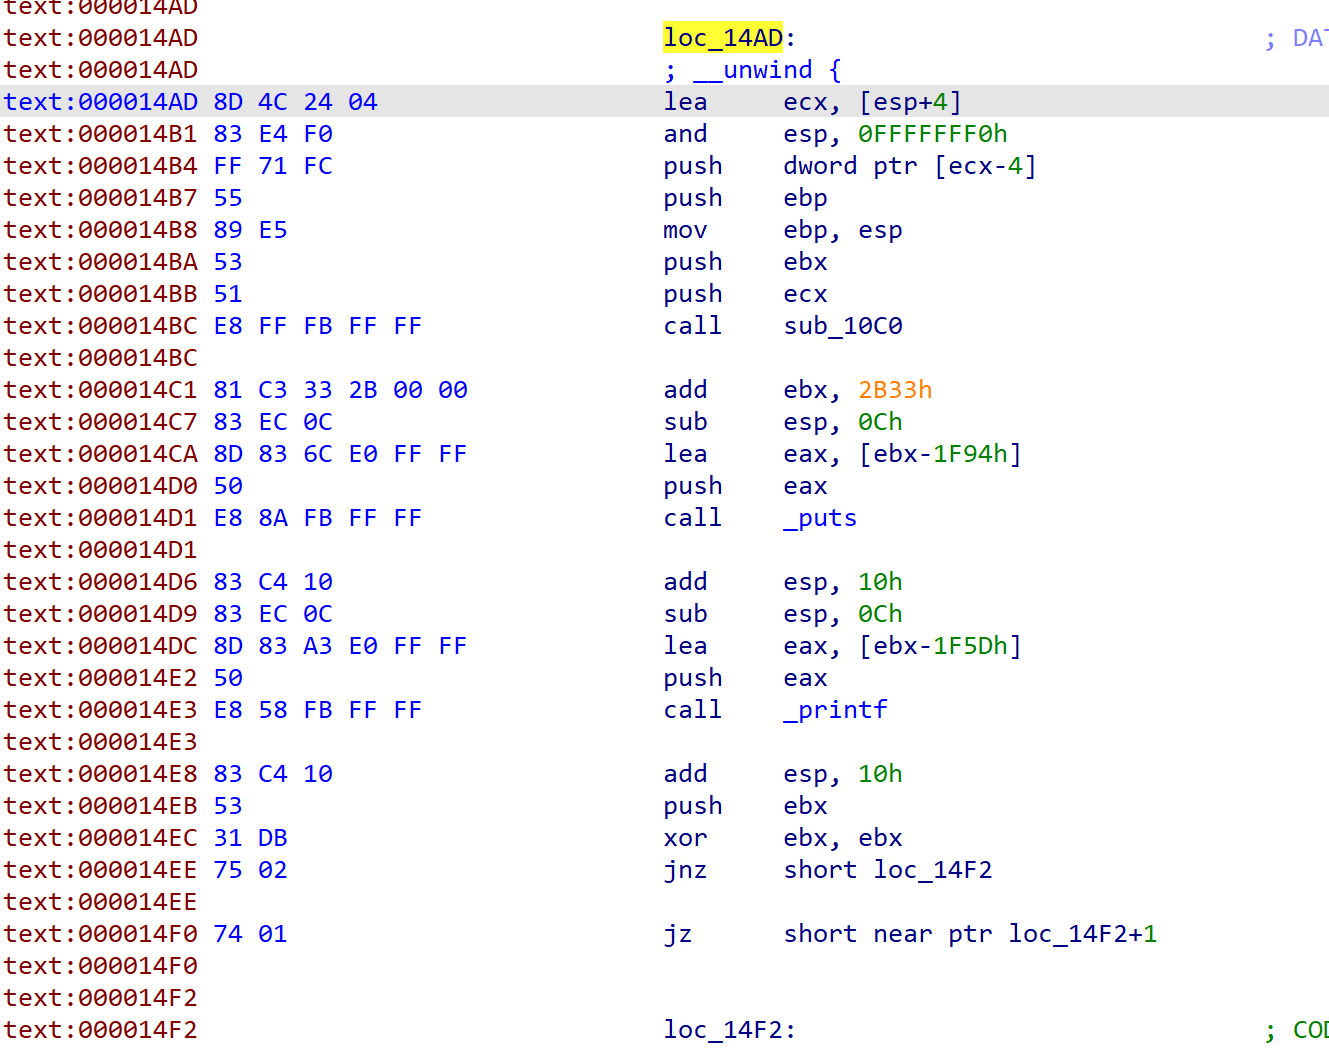 text:000014AD
text:000014AD loc_14AD: ; DAT
text:000014AD ; __unwind {
text:000014AD 8D 4C 24 04 lea ecx, [esp+4]
text:000014B1 83 E4 F0 and esp, 0FFFFFFF0h
text:000014B4 FF 71 FC push dword ptr [ecx-4]
text:000014B7 55 push ebp
text:000014B8 89 E5 mov ebp, esp
text:000014BA 53 push ebx
text:000014BB 51 push ecx
text:000014BC E8 FF FB FF FF call sub_10C0
text:000014BC
text:000014C1 81 C3 33 2B 00 00 add ebx, 2B33h
text:000014C7 83 EC 0C sub esp, 0Ch
text:000014CA 8D 83 6C E0 FF FF lea eax, [ebx-1F94h]
text:000014D0 50 push eax
text:000014D1 E8 8A FB FF FF call _puts
text:000014D1
text:000014D6 83 C4 10 add esp, 10h
text:000014D9 83 EC 0C sub esp, 0Ch
text:000014DC 8D 83 A3 E0 FF FF lea eax, [ebx-1F5Dh]
text:000014E2 50 push eax
text:000014E3 E8 58 FB FF FF call _printf
text:000014E3
text:000014E8 83 C4 10 add esp, 10h
text:000014EB 53 push ebx
text:000014EC 31 DB xor ebx, ebx
text:000014EE 75 02 jnz short loc_14F2
text:000014EE
text:000014F0 74 01 jz short near ptr loc_14F2+1
text:000014F0
text:000014F2
text:000014F2 loc_14F2: ; COD